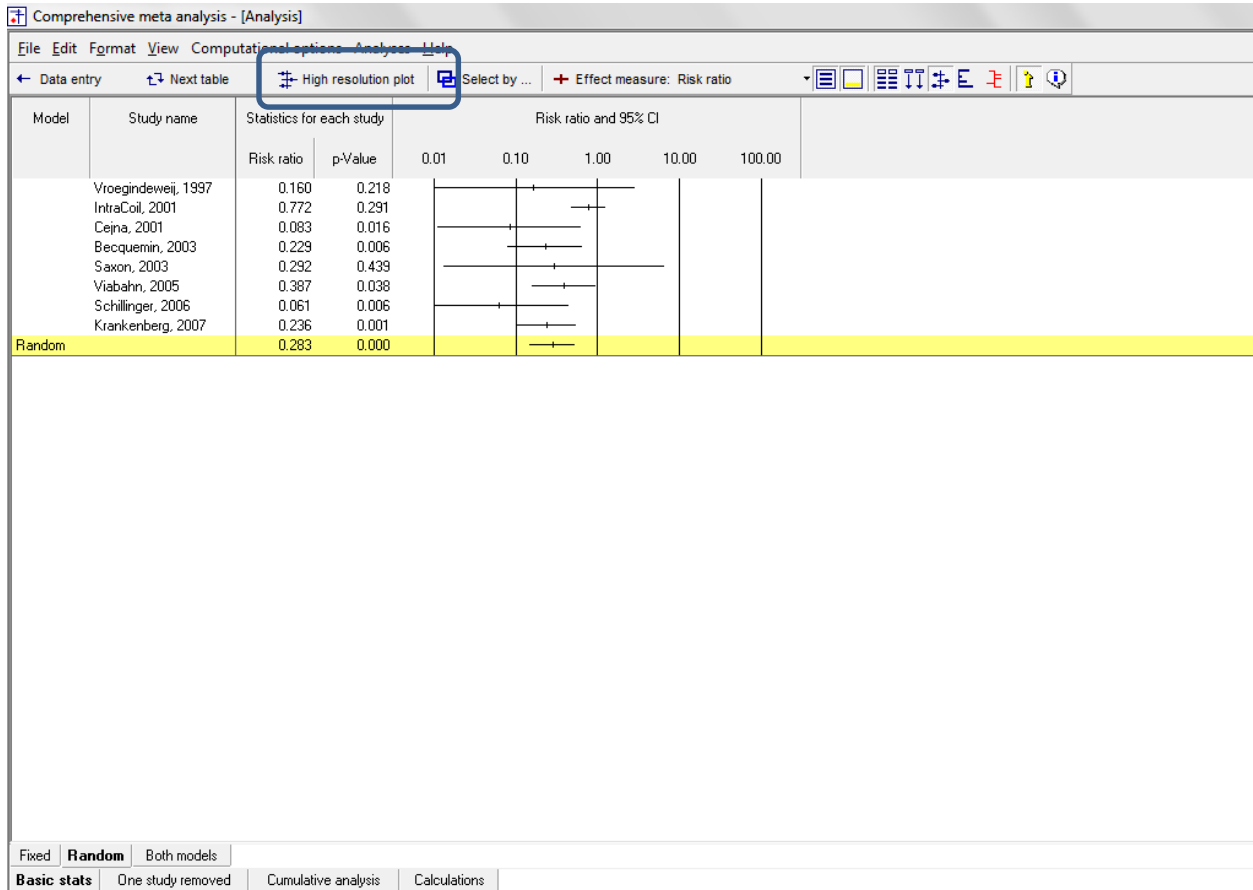 Comprehensive meta analysis - [Analysis]
File Edit Format View Computational options Analyses Help
Data entry Next table High resolution plot Select by ... Effect measure: Risk ratio
Model Study name Statistics for each study Risk ratio and 95% CI
Risk ratio p-Value 0.01 0.10 1.00 10.00 100.00
Vroegindeweij, 1997 0.160 0.218
IntraCoil, 2001 0.772 0.291
Cejna, 2001 0.083 0.016
Becquemin, 2003 0.229 0.006
Saxon, 2003 0.292 0.439
Viabahn, 2005 0.387 0.038
Schillinger, 2006 0.061 0.006
Krankenberg, 2007 0.236 0.001
Random 0.283 0.000
Fixed Random Both models
Basic stats One study removed Cumulative analysis Calculations